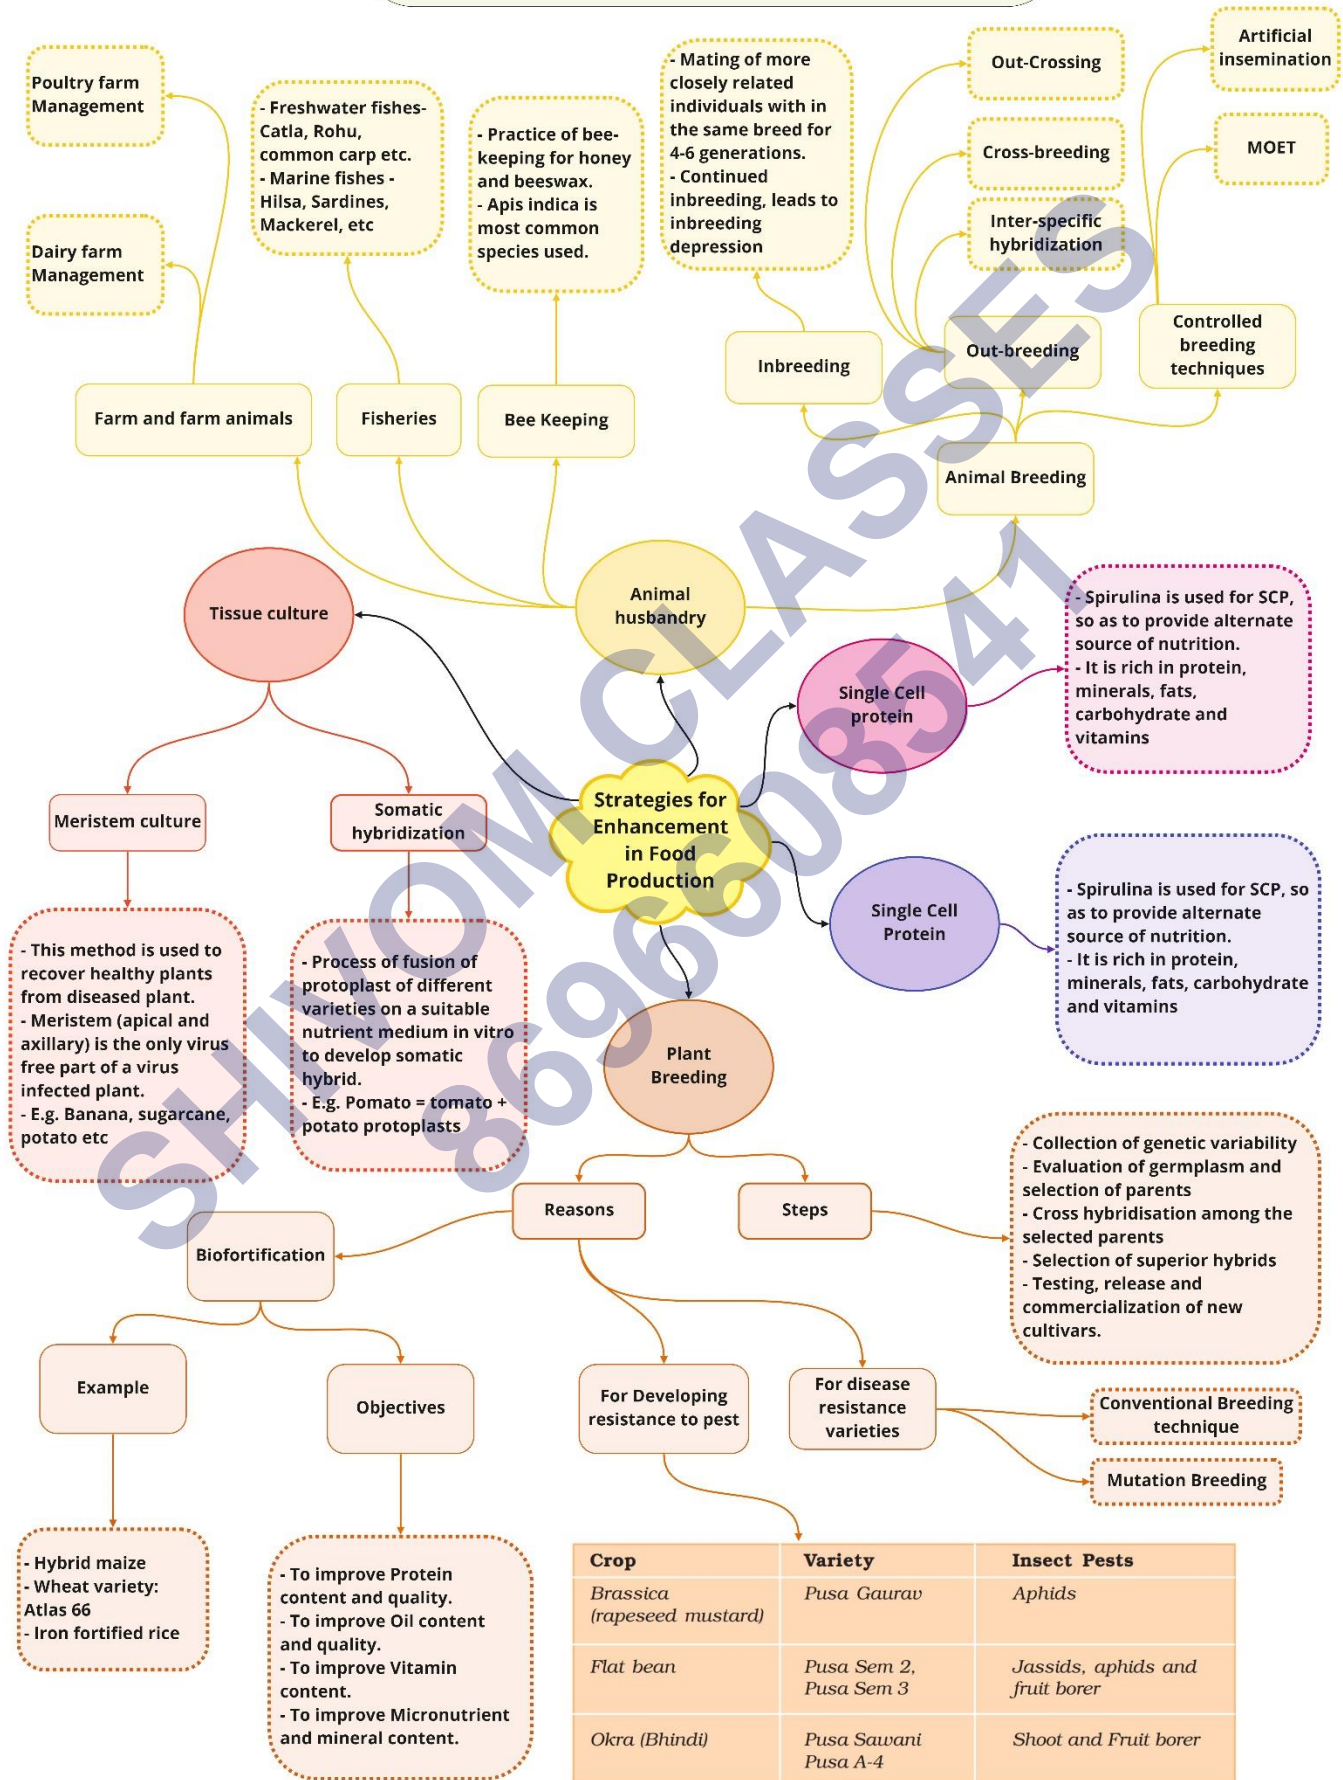 Poultry farm
Management
Dairy farm
Management
Farm and farm animals
- Freshwater fishes-
Catla, Rohu,
common carp etc.
- Marine fishes -
Hilsa, Sardines,
Mackerel, etc
Fisheries
- Practice of bee-
keeping for honey
and beeswax.
- Apis indica is
most common
species used.
Bee Keeping
- Mating of more
closely related
individuals with in
the same breed for
4-6 generations.
- Continued
inbreeding, leads to
inbreeding
depression
Inbreeding
Out-Crossing
Cross-breeding
Inter-specific
hybridization
Out-breeding
Artificial
insemination
MOET
Controlled
breeding
techniques
Animal Breeding
Animal
husbandry
Tissue culture
Single Cell
protein
- Spirulina is used for SCP,
so as to provide alternate
source of nutrition.
- It is rich in protein,
minerals, fats,
carbohydrate and
vitamins
Strategies for
Enhancement
in Food
Production
Meristem culture
Somatic
hybridization
- This method is used to
recover healthy plants
from diseased plant.
- Meristem (apical and
axillary) is the only virus
free part of a virus
infected plant.
- E.g. Banana, sugarcane,
potato etc
- Process of fusion of
protoplast of different
varieties on a suitable
nutrient medium in vitro
to develop somatic
hybrid.
- E.g. Pomato = tomato +
potato protoplasts
Single Cell
Protein
- Spirulina is used for SCP, so
as to provide alternate
source of nutrition.
- It is rich in protein,
minerals, fats, carbohydrate
and vitamins
Plant
Breeding
Reasons
Steps
- Collection of genetic variability
- Evaluation of germplasm and
selection of parents
- Cross hybridisation among the
selected parents
- Selection of superior hybrids
- Testing, release and
commercialization of new
cultivars.
Biofortification
Example
Objectives
For Developing
resistance to pest
For disease
resistance
varieties
Conventional Breeding
technique
Mutation Breeding
- Hybrid maize
- Wheat variety:
Atlas 66
- Iron fortified rice
- To improve Protein
content and quality.
- To improve Oil content
and quality.
- To improve Vitamin
content.
- To improve Micronutrient
and mineral content.
Crop Variety Insect Pests
Brassica Pusa Gaurav Aphids
(rapeseed mustard)
Flat bean Pusa Sem 2, Jassids, aphids and
Pusa Sem 3 fruit borer
Okra (Bhindi) Pusa Sawani Shoot and Fruit borer
Pusa A-4
SHIVOM CLASSES
8696608541